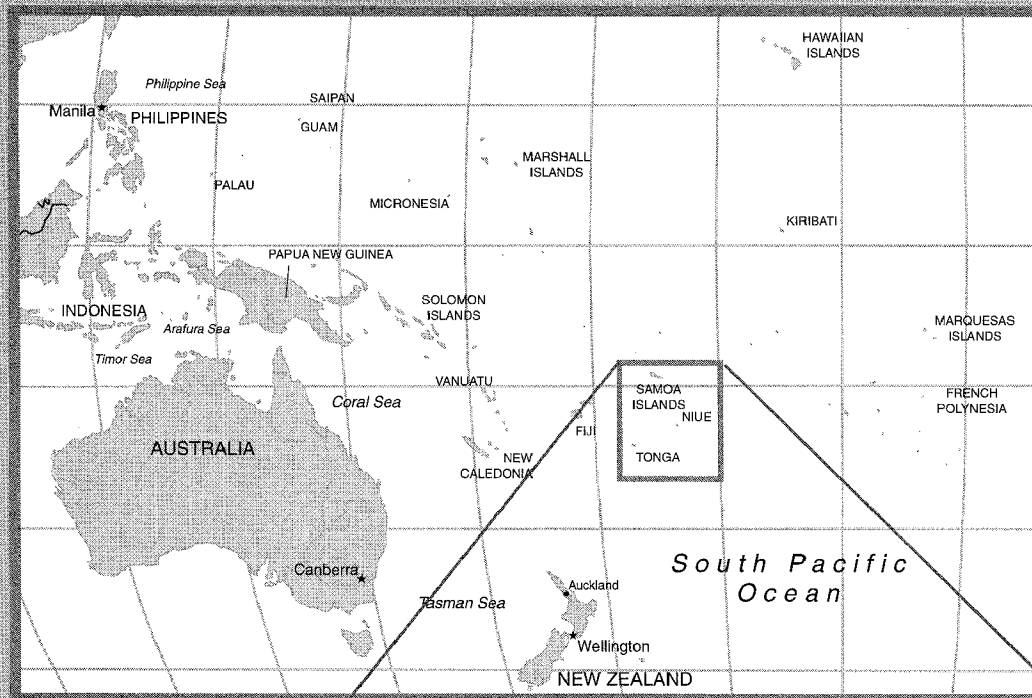 HAWAIIAN
ISLANDS
Philippine Sea
Manila
PHILIPPINES
SAIPAN
GUAM
MARSHALL
ISLANDS
PALAU
MICRONESIA
KIRIBATI
PAPUA NEW GUINEA
INDONESIA
SOLOMON
ISLANDS
Arafura Sea
MARQUESAS
ISLANDS
Timor Sea
VANUATU
SAMOA
ISLANDS
FRENCH
POLYNESIA
Coral Sea
NIUE
FIJI
AUSTRALIA
NEW
CALEDONIA
TONGA
South Pacific
Ocean
Canberra
Auckland
Tasman Sea
Wellington
NEW ZEALAND